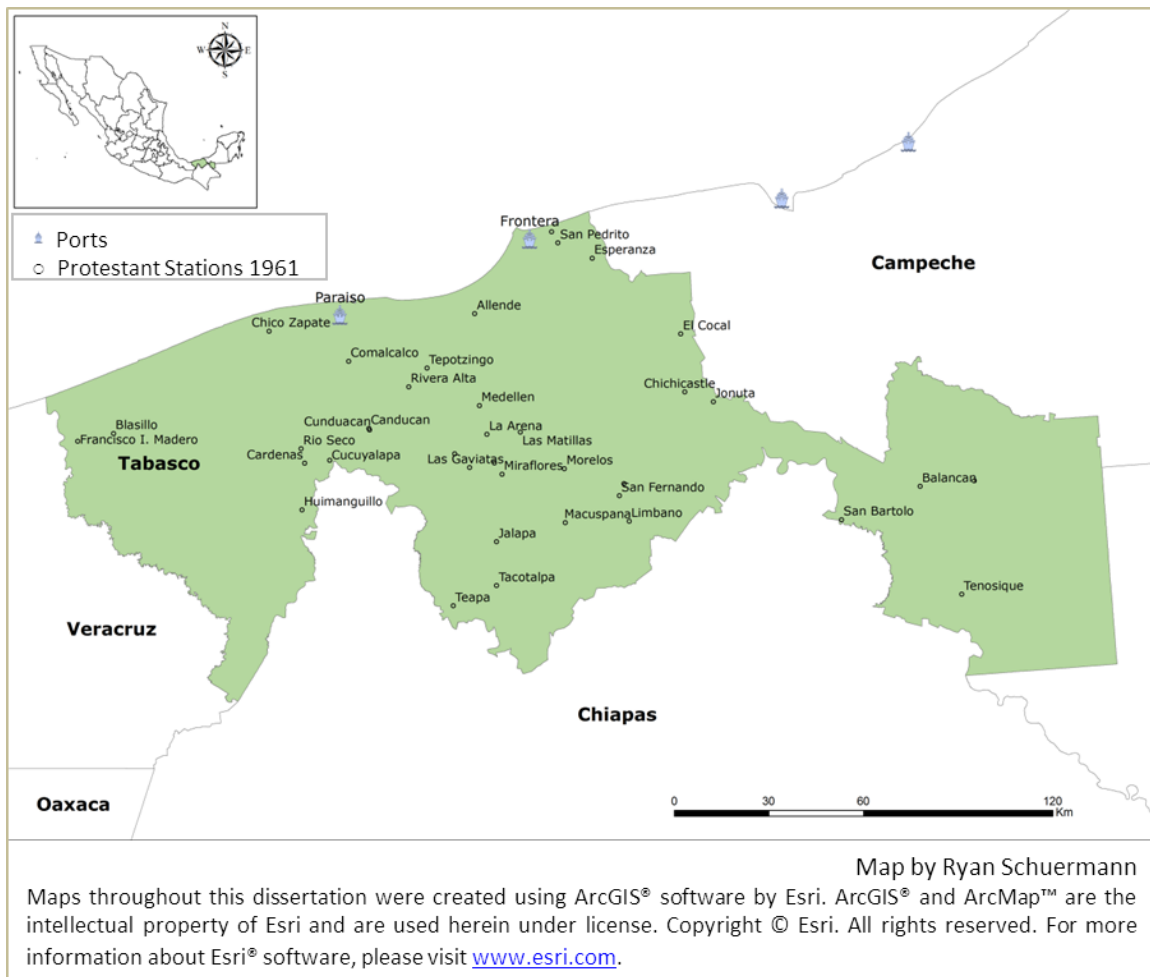 N
W E
S
Ports
Protestant Stations 1961
Frontera
San Pedrito
Esperanza
Campeche
Paraiso
Allende
Chico Zapate
El Cocal
Comalcalco
Tepotzingo
Rivera Alta
Chichicastle
Jonuta
Medellen
Blasillo
Cunduacan
Canducan
La Arena
Francisco I. Madero
Rio Seco
Las Matillas
Tabasco
Cardenas
Cucuyalapa
Las Gaviatas
Miraflores
Morelos
Balancan
San Fernando
Huimanguillo
Macuspana
Limbano
San Bartolo
Jalapa
Tacotalpa
Tenosique
Teapa
Veracruz
Chiapas
Oaxaca
0 30 60 120
Km
Map by Ryan Schuermann
Maps throughout this dissertation were created using ArcGIS® software by Esri. ArcGIS® and ArcMap™ are the
intellectual property of Esri and are used herein under license. Copyright © Esri. All rights reserved. For more
information about Esri® software, please visit www.esri.com.